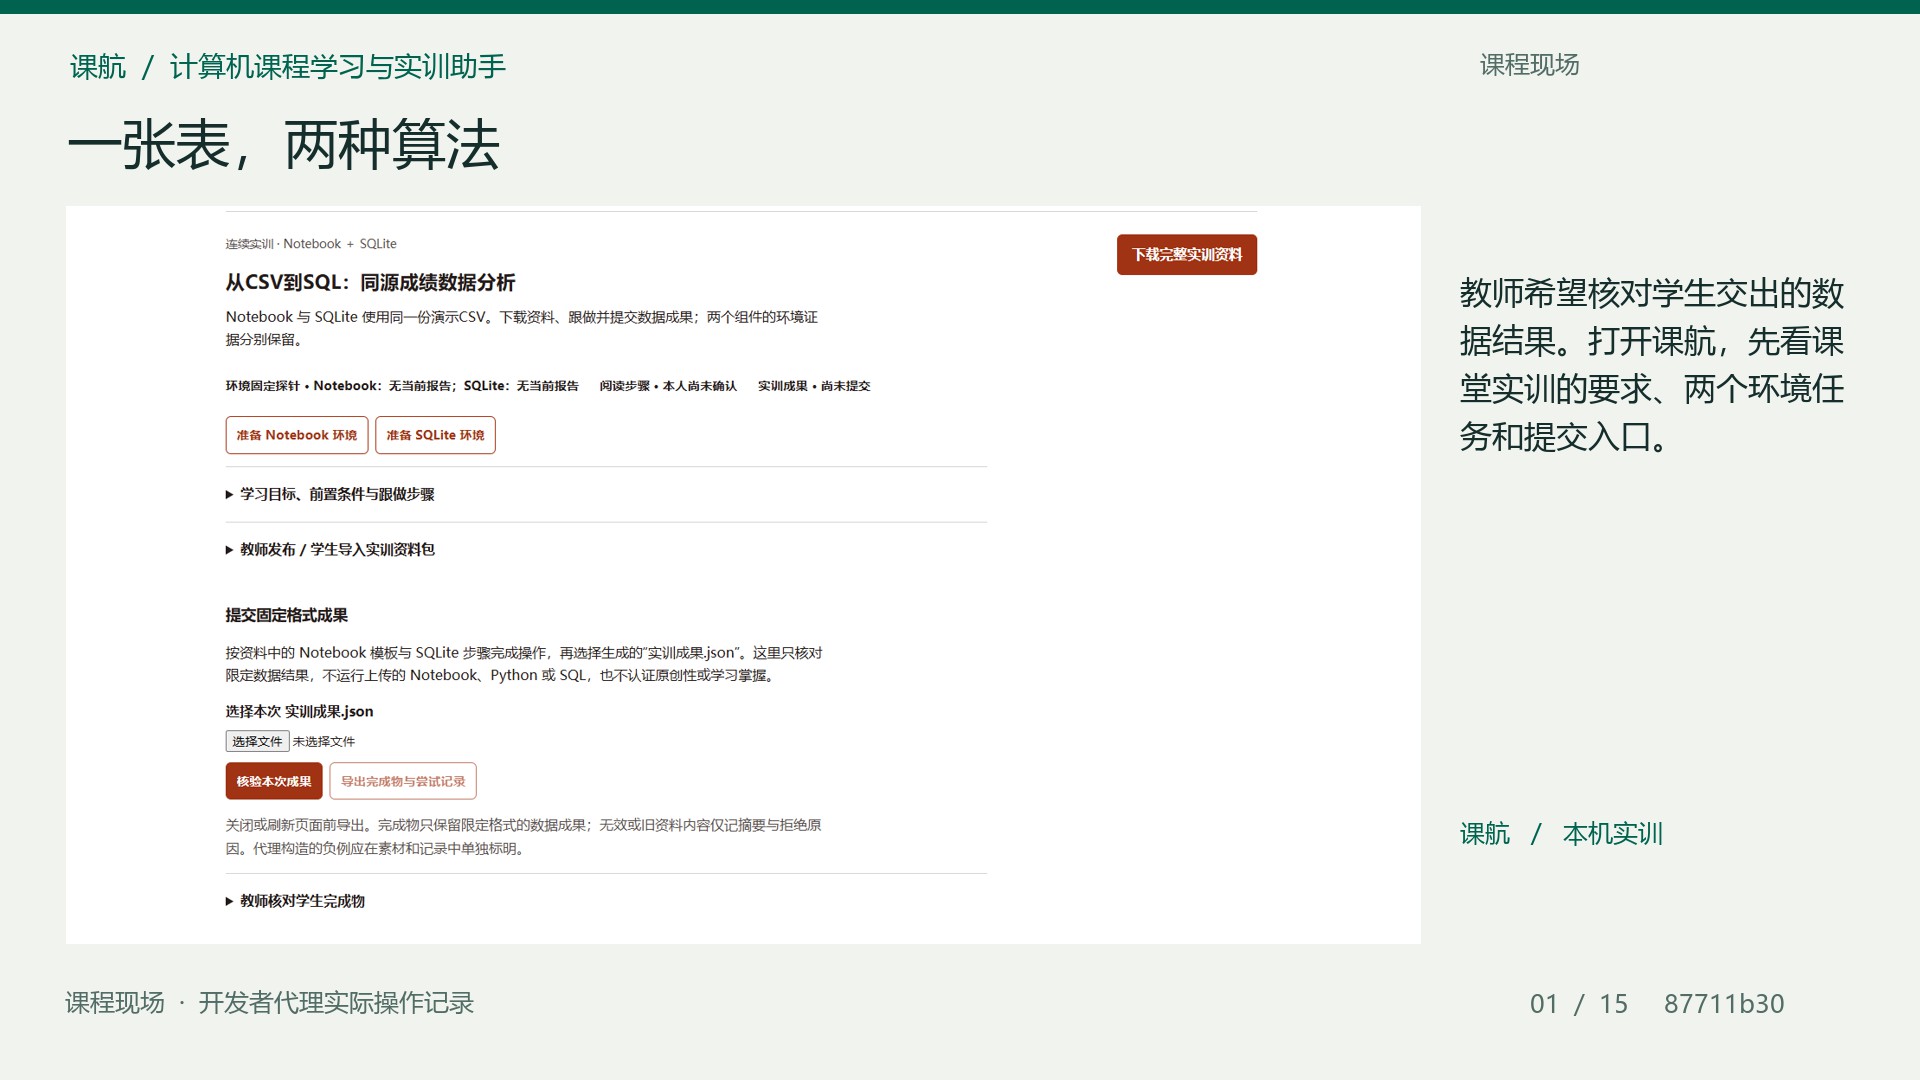 课航 / 计算机课程学习与实训助手
课程现场
一张表，两种算法
连续实训 · Notebook + SQLite
下载完整实训资料
从CSV到SQL：同源成绩数据分析
Notebook 与 SQLite 使用同一份演示CSV。下载资料、跟做并提交数据成果；两个组件的环境证
据分别保留。
环境固定探针 • Notebook：无当前报告；SQLite：无当前报告 阅读步骤 • 本人尚未确认 实训成果 • 尚未提交
准备 Notebook 环境 准备 SQLite 环境
▶ 学习目标、前置条件与跟做步骤
▶ 教师发布 / 学生导入实训资料包
提交固定格式成果
按资料中的 Notebook 模板与 SQLite 步骤完成操作，再选择生成的“实训成果.json”。这里只核对
限定数据结果，不运行上传的 Notebook、Python 或 SQL，也不认证原创性或学习掌握。
选择本次 实训成果.json
选择文件 未选择文件
核验本次成果 导出完成物与尝试记录
关闭或刷新页面前导出。完成物只保留限定格式的数据成果；无效或旧资料内容仅记摘要与拒绝原
因。代理构造的负例应在素材和记录中单独标明。
▶ 教师核对学生完成物
教师希望核对学生交出的数
据结果。打开课航，先看课
堂实训的要求、两个环境任
务和提交入口。
课航 / 本机实训
课程现场 · 开发者代理实际操作记录
01 / 15 87711b30